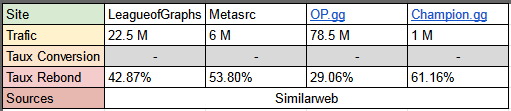 Site LeagueofGraphs Metasrc OP.gg Champion.gg
Trafic 22.5 M 6 M 78.5 M 1 M
Taux Conversion - - - -
Taux Rebond 42.87% 53.80% 29.06% 61.16%
Sources Similarweb